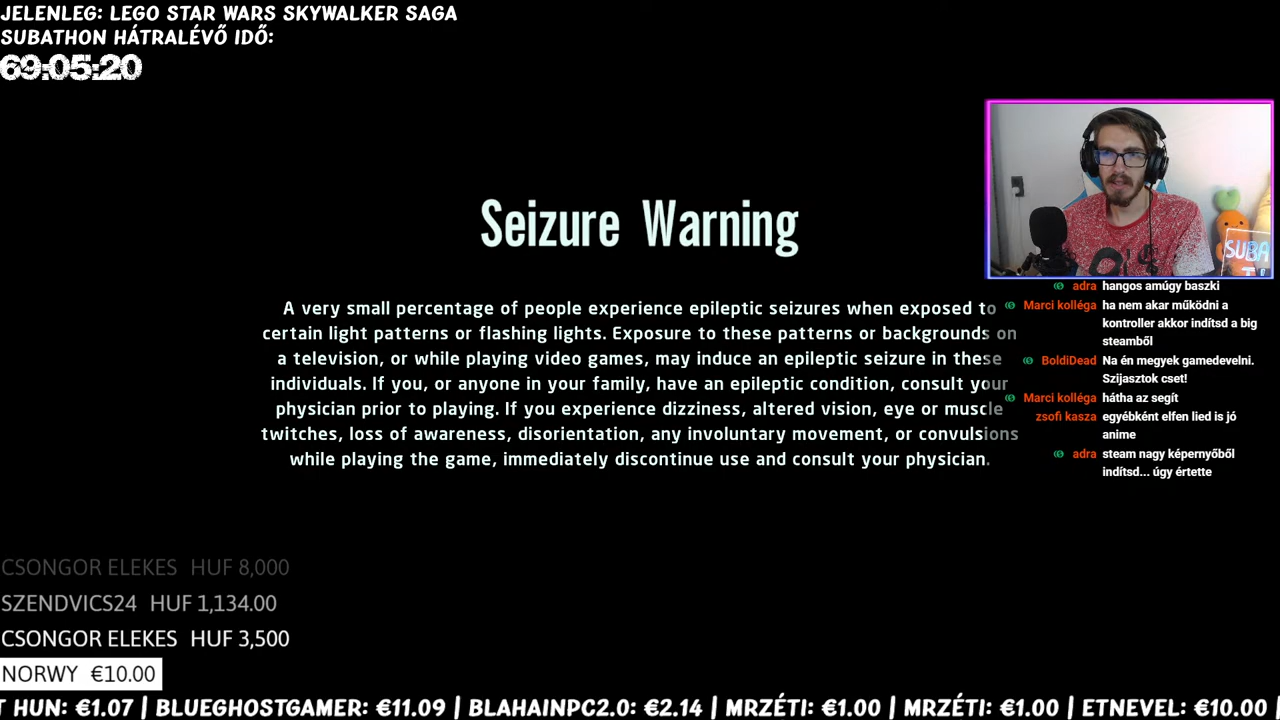 JELENLEG: LEGO STAR WARS SKYWALKER SAGA
SUBATHON HÁTRALÉVŐ IDŐ:
69:05:20
Seizure Warning
A very small percentage of people experience epileptic seizures when exposed to
certain light patterns or flashing lights. Exposure to these patterns or backgrounds on
a television, or while playing video games, may induce an epileptic seizure in these
individuals. If you, or anyone in your family, have an epileptic condition, consult your
physician prior to playing. If you experience dizziness, altered vision, eye or muscle
twitches, loss of awareness, disorientation, any involuntary movement, or convulsions
while playing the game, immediately discontinue use and consult your physician.
SUBA
adra hangos amúgy baszki
Marci kolléga ha nem akar működni a
kontroller akkor indítsd a big
steamből
BoldiDead Na én megyek gamedevelni.
Szijasztok cset!
Marci kolléga hátha az segít
zsofi kasza egyébként elfen lied is jó
anime
adra steam nagy képernyőből
indítsd... úgy értette
CSONGOR ELEKES HUF 8,000
SZENDVICS24 HUF 1,134.00
CSONGOR ELEKES HUF 3,500
NORWY €10.00
T HUN: €1.07 | BLUEGHOSTGAMER: €11.09 | BLAHAINPC2.0: €2.14 | MRZÉTI: €1.00 | MRZÉTI: €1.00 | ETNEVEL: €10.00